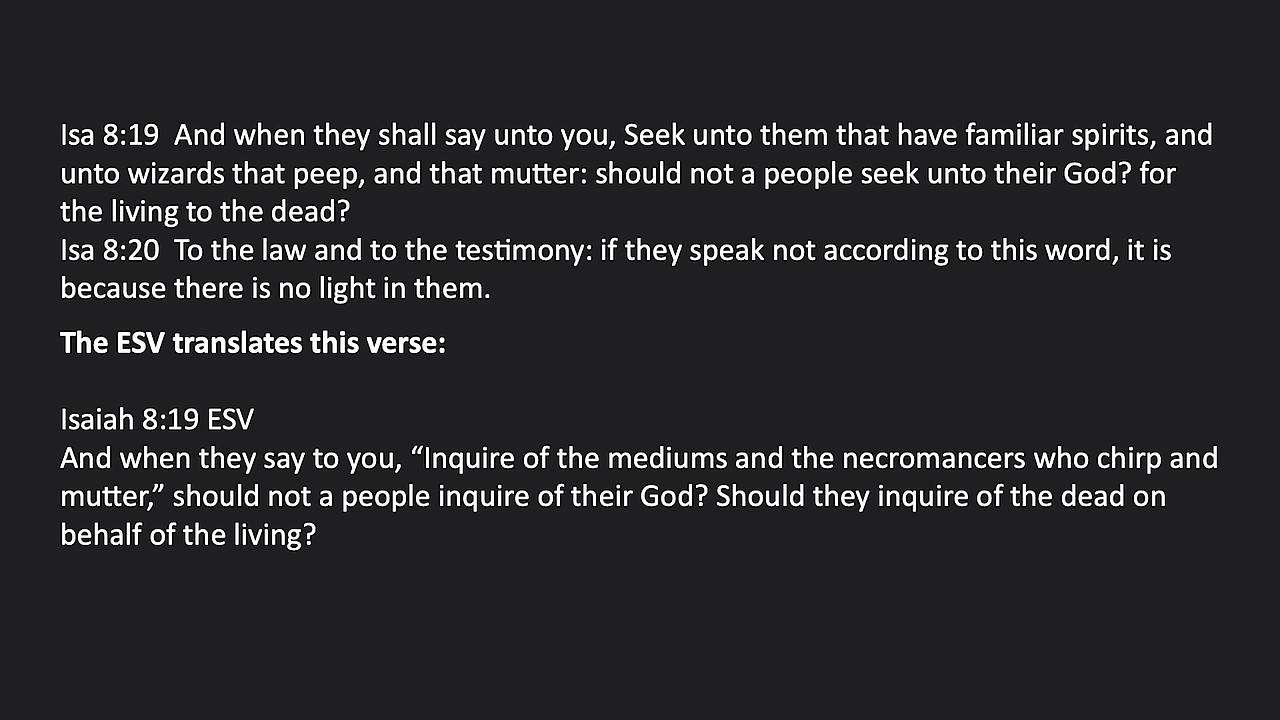 Isa 8:19  And when they shall say unto you, Seek unto them that have familiar spirits, and
unto wizards that peep, and that mutter: should not a people seek unto their God? for
the living to the dead?
Isa 8:20  To the law and to the testimony: if they speak not according to this word, it is
because there is no light in them.
The ESV translates this verse:
Isaiah 8:19 ESV
And when they say to you, “Inquire of the mediums and the necromancers who chirp and
mutter,” should not a people inquire of their God? Should they inquire of the dead on
behalf of the living?